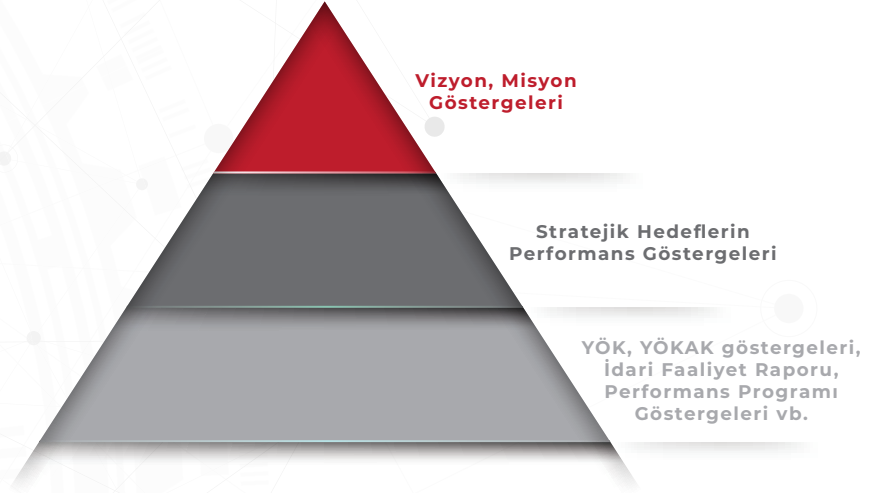 Vizyon, Misyon
Göstergeleri
Stratejik Hedeflerin
Performans Göstergeleri
YÖK, YÖKAK göstergeleri,
İdari Faaliyet Raporu,
Performans Programı
Göstergeleri vb.